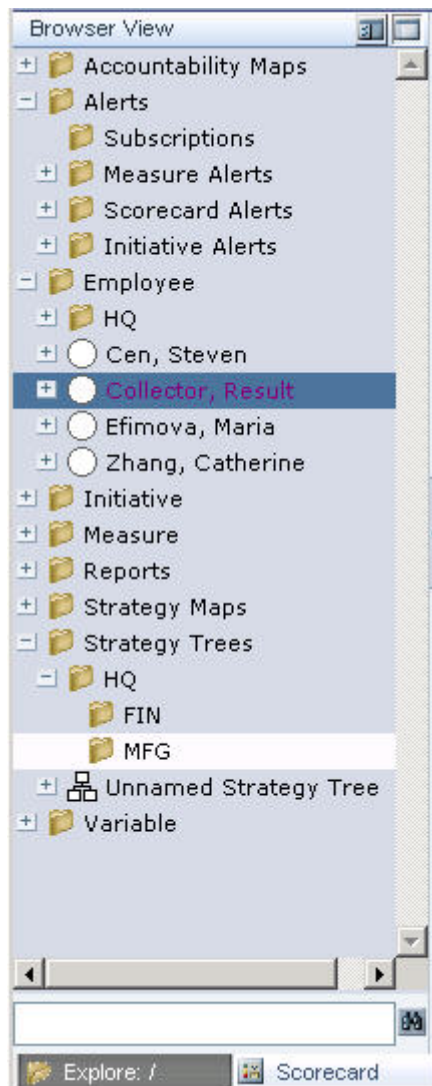 Browser View
Accountability Maps
Alerts
Subscriptions
Measure Alerts
Scorecard Alerts
Initiative Alerts
Employee
HQ
Cen, Steven
Collector, Result
Efimova, Maria
Zhang, Catherine
Initiative
Measure
Reports
Strategy Maps
Strategy Trees
HQ
FIN
MFG
Unnamed Strategy Tree
Variable
Explore: / Scorecard